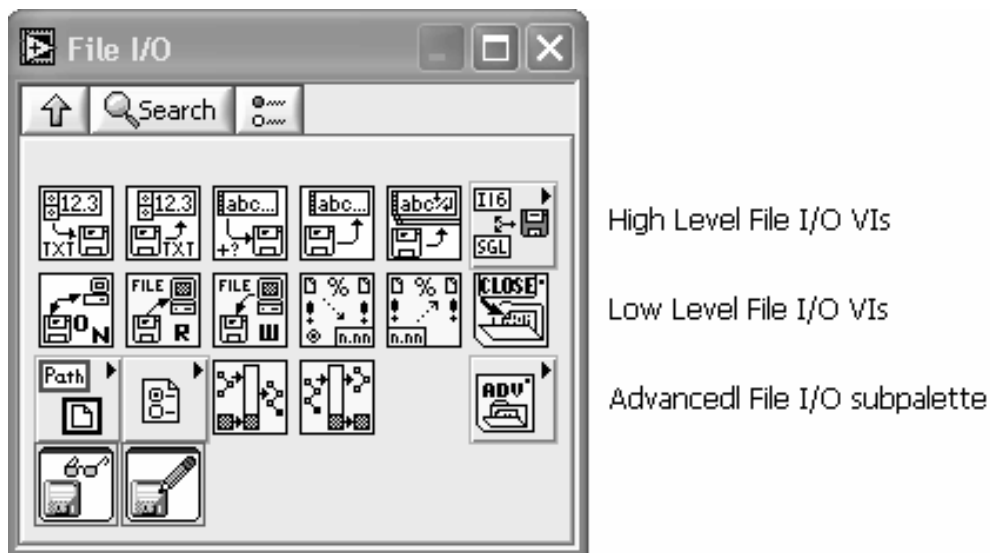 File I/O
Search
12.3 TXT
12.3 TXT
abc... +?
abc...
abc
I16 SGL
High Level File I/O VIs
O N
FILE R
FILE W
% n.nn
% n.nn
CLOSE
Low Level File I/O VIs
Path
ADV
Advancedl File I/O subpalette